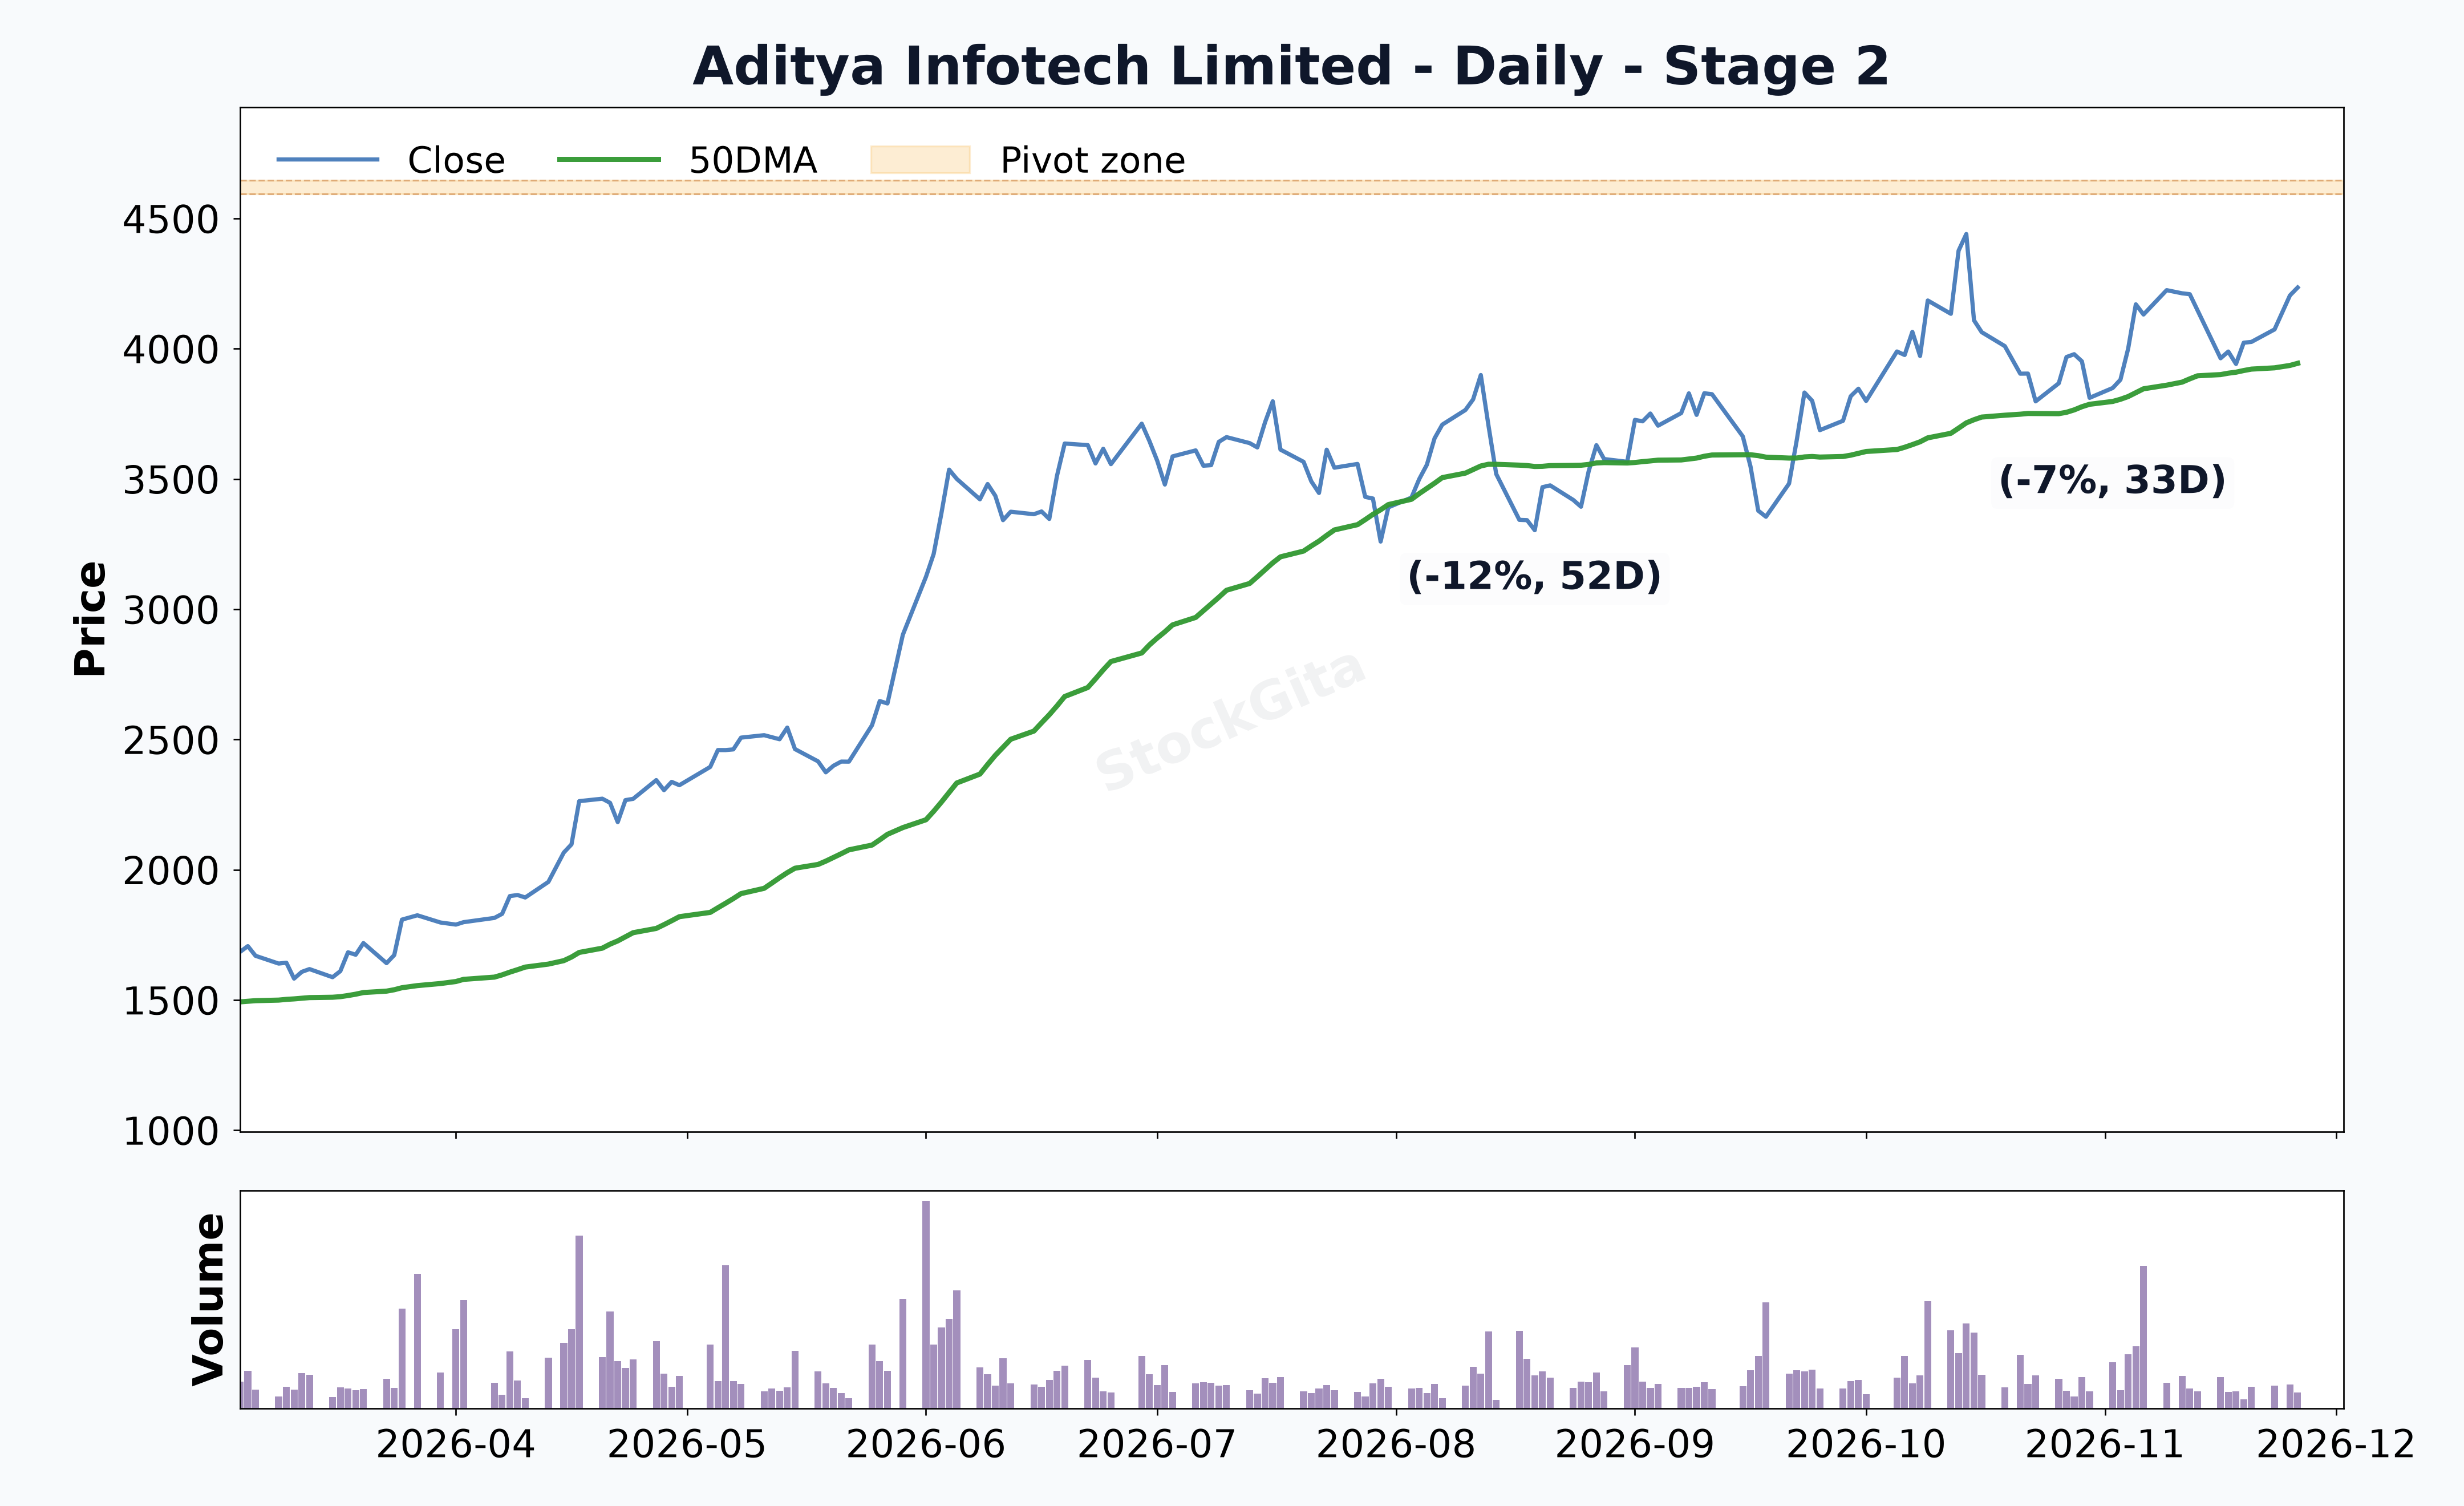 Aditya Infotech Limited - Daily - Stage 2
Close 50DMA Pivot zone
4500
4000
3500
3000
2500
2000
1500
1000
Price
(-7%, 33D)
(-12%, 52D)
StockGita
Volume
2026-04 2026-05 2026-06 2026-07 2026-08 2026-09 2026-10 2026-11 2026-12